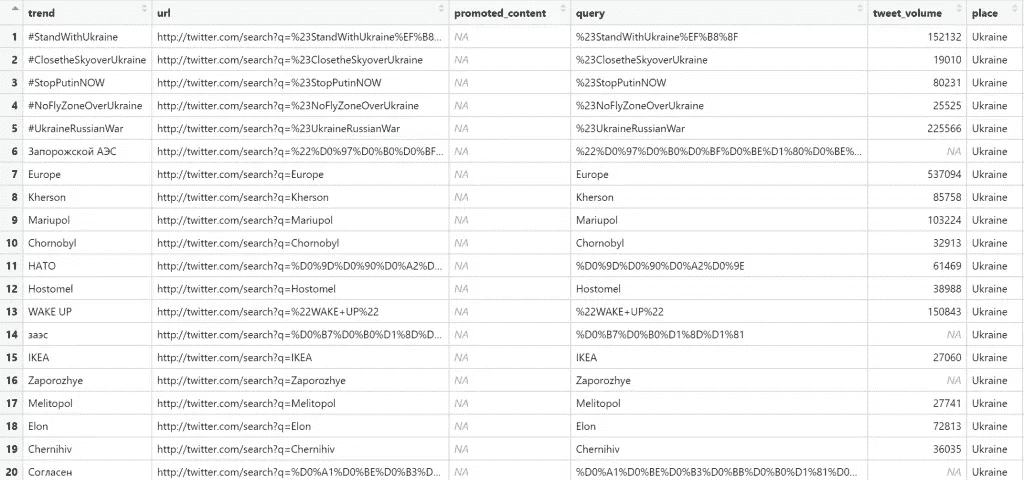 trend url promoted_content query tweet_volume place
1 #StandWithUkraine http://twitter.com/search?q=%23StandWithUkraine%EF%B8... NA %23StandWithUkraine%EF%B8%8F 152132 Ukraine
2 #ClosetheSkyoverUkraine http://twitter.com/search?q=%23ClosetheSkyoverUkraine NA %23ClosetheSkyoverUkraine 19010 Ukraine
3 #StopPutinNOW http://twitter.com/search?q=%23StopPutinNOW NA %23StopPutinNOW 80231 Ukraine
4 #NoFlyZoneOverUkraine http://twitter.com/search?q=%23NoFlyZoneOverUkraine NA %23NoFlyZoneOverUkraine 25525 Ukraine
5 #UkraineRussianWar http://twitter.com/search?q=%23UkraineRussianWar NA %23UkraineRussianWar 225566 Ukraine
6 Запорожской АЭС http://twitter.com/search?q=%22%D0%97%D0%B0%D0%BF... NA %22%D0%97%D0%B0%D0%BF%D0%BE%D1%80%D0%BE%... NA Ukraine
7 Europe http://twitter.com/search?q=Europe NA Europe 537094 Ukraine
8 Kherson http://twitter.com/search?q=Kherson NA Kherson 85758 Ukraine
9 Mariupol http://twitter.com/search?q=Mariupol NA Mariupol 103224 Ukraine
10 Chornobyl http://twitter.com/search?q=Chornobyl NA Chornobyl 32913 Ukraine
11 НАТО http://twitter.com/search?q=%D0%9D%D0%90%D0%A2%D... NA %D0%9D%D0%90%D0%A2%D0%9E 61469 Ukraine
12 Hostomel http://twitter.com/search?q=Hostomel NA Hostomel 38988 Ukraine
13 WAKE UP http://twitter.com/search?q=%22WAKE+UP%22 NA %22WAKE+UP%22 150843 Ukraine
14 заэс http://twitter.com/search?q=%D0%B7%D0%B0%D1%8D%D... NA %D0%B7%D0%B0%D1%8D%D1%81 NA Ukraine
15 IKEA http://twitter.com/search?q=IKEA NA IKEA 27060 Ukraine
16 Zaporozhye http://twitter.com/search?q=Zaporozhye NA Zaporozhye NA Ukraine
17 Melitopol http://twitter.com/search?q=Melitopol NA Melitopol 27741 Ukraine
18 Elon http://twitter.com/search?q=Elon NA Elon 72813 Ukraine
19 Chernihiv http://twitter.com/search?q=Chernihiv NA Chernihiv 36035 Ukraine
20 Согласен http://twitter.com/search?q=%D0%A1%D0%BE%D0%B3%D... NA %D0%A1%D0%BE%D0%B3%D0%BB%D0%B0%D1%81%D0... NA Ukraine